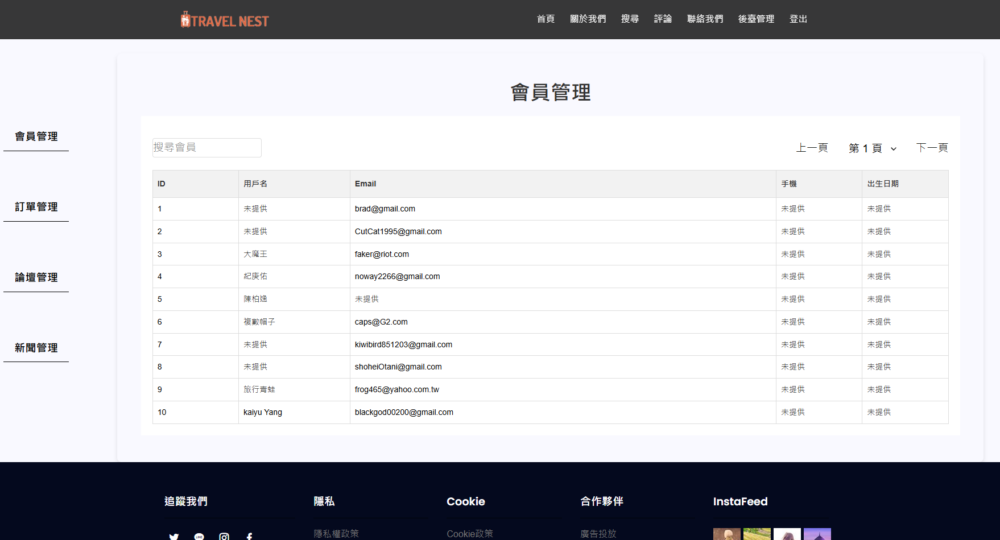 TRAVEL NEST
首頁 關於我們 搜尋 評論 聯絡我們 後臺管理 登出
會員管理
訂單管理
論壇管理
新聞管理
會員管理
搜尋會員 上一頁 第 1 頁 下一頁
ID 用戶名 Email 手機 出生日期
1 未提供 brad@gmail.com 未提供 未提供
2 未提供 CutCat1995@gmail.com 未提供 未提供
3 大魔王 faker@riot.com 未提供 未提供
4 紀庚佑 noway2266@gmail.com 未提供 未提供
5 陳柏逸 未提供 未提供 未提供
6 複數帽子 caps@G2.com 未提供 未提供
7 未提供 kiwibird851203@gmail.com 未提供 未提供
8 未提供 shoheiOtani@gmail.com 未提供 未提供
9 旅行青蛙 frog465@yahoo.com.tw 未提供 未提供
10 kaiyu Yang blackgod00200@gmail.com 未提供 未提供
追蹤我們 隱私 Cookie 合作夥伴 InstaFeed
LINE 隱私權政策 Cookie政策 廣告投放